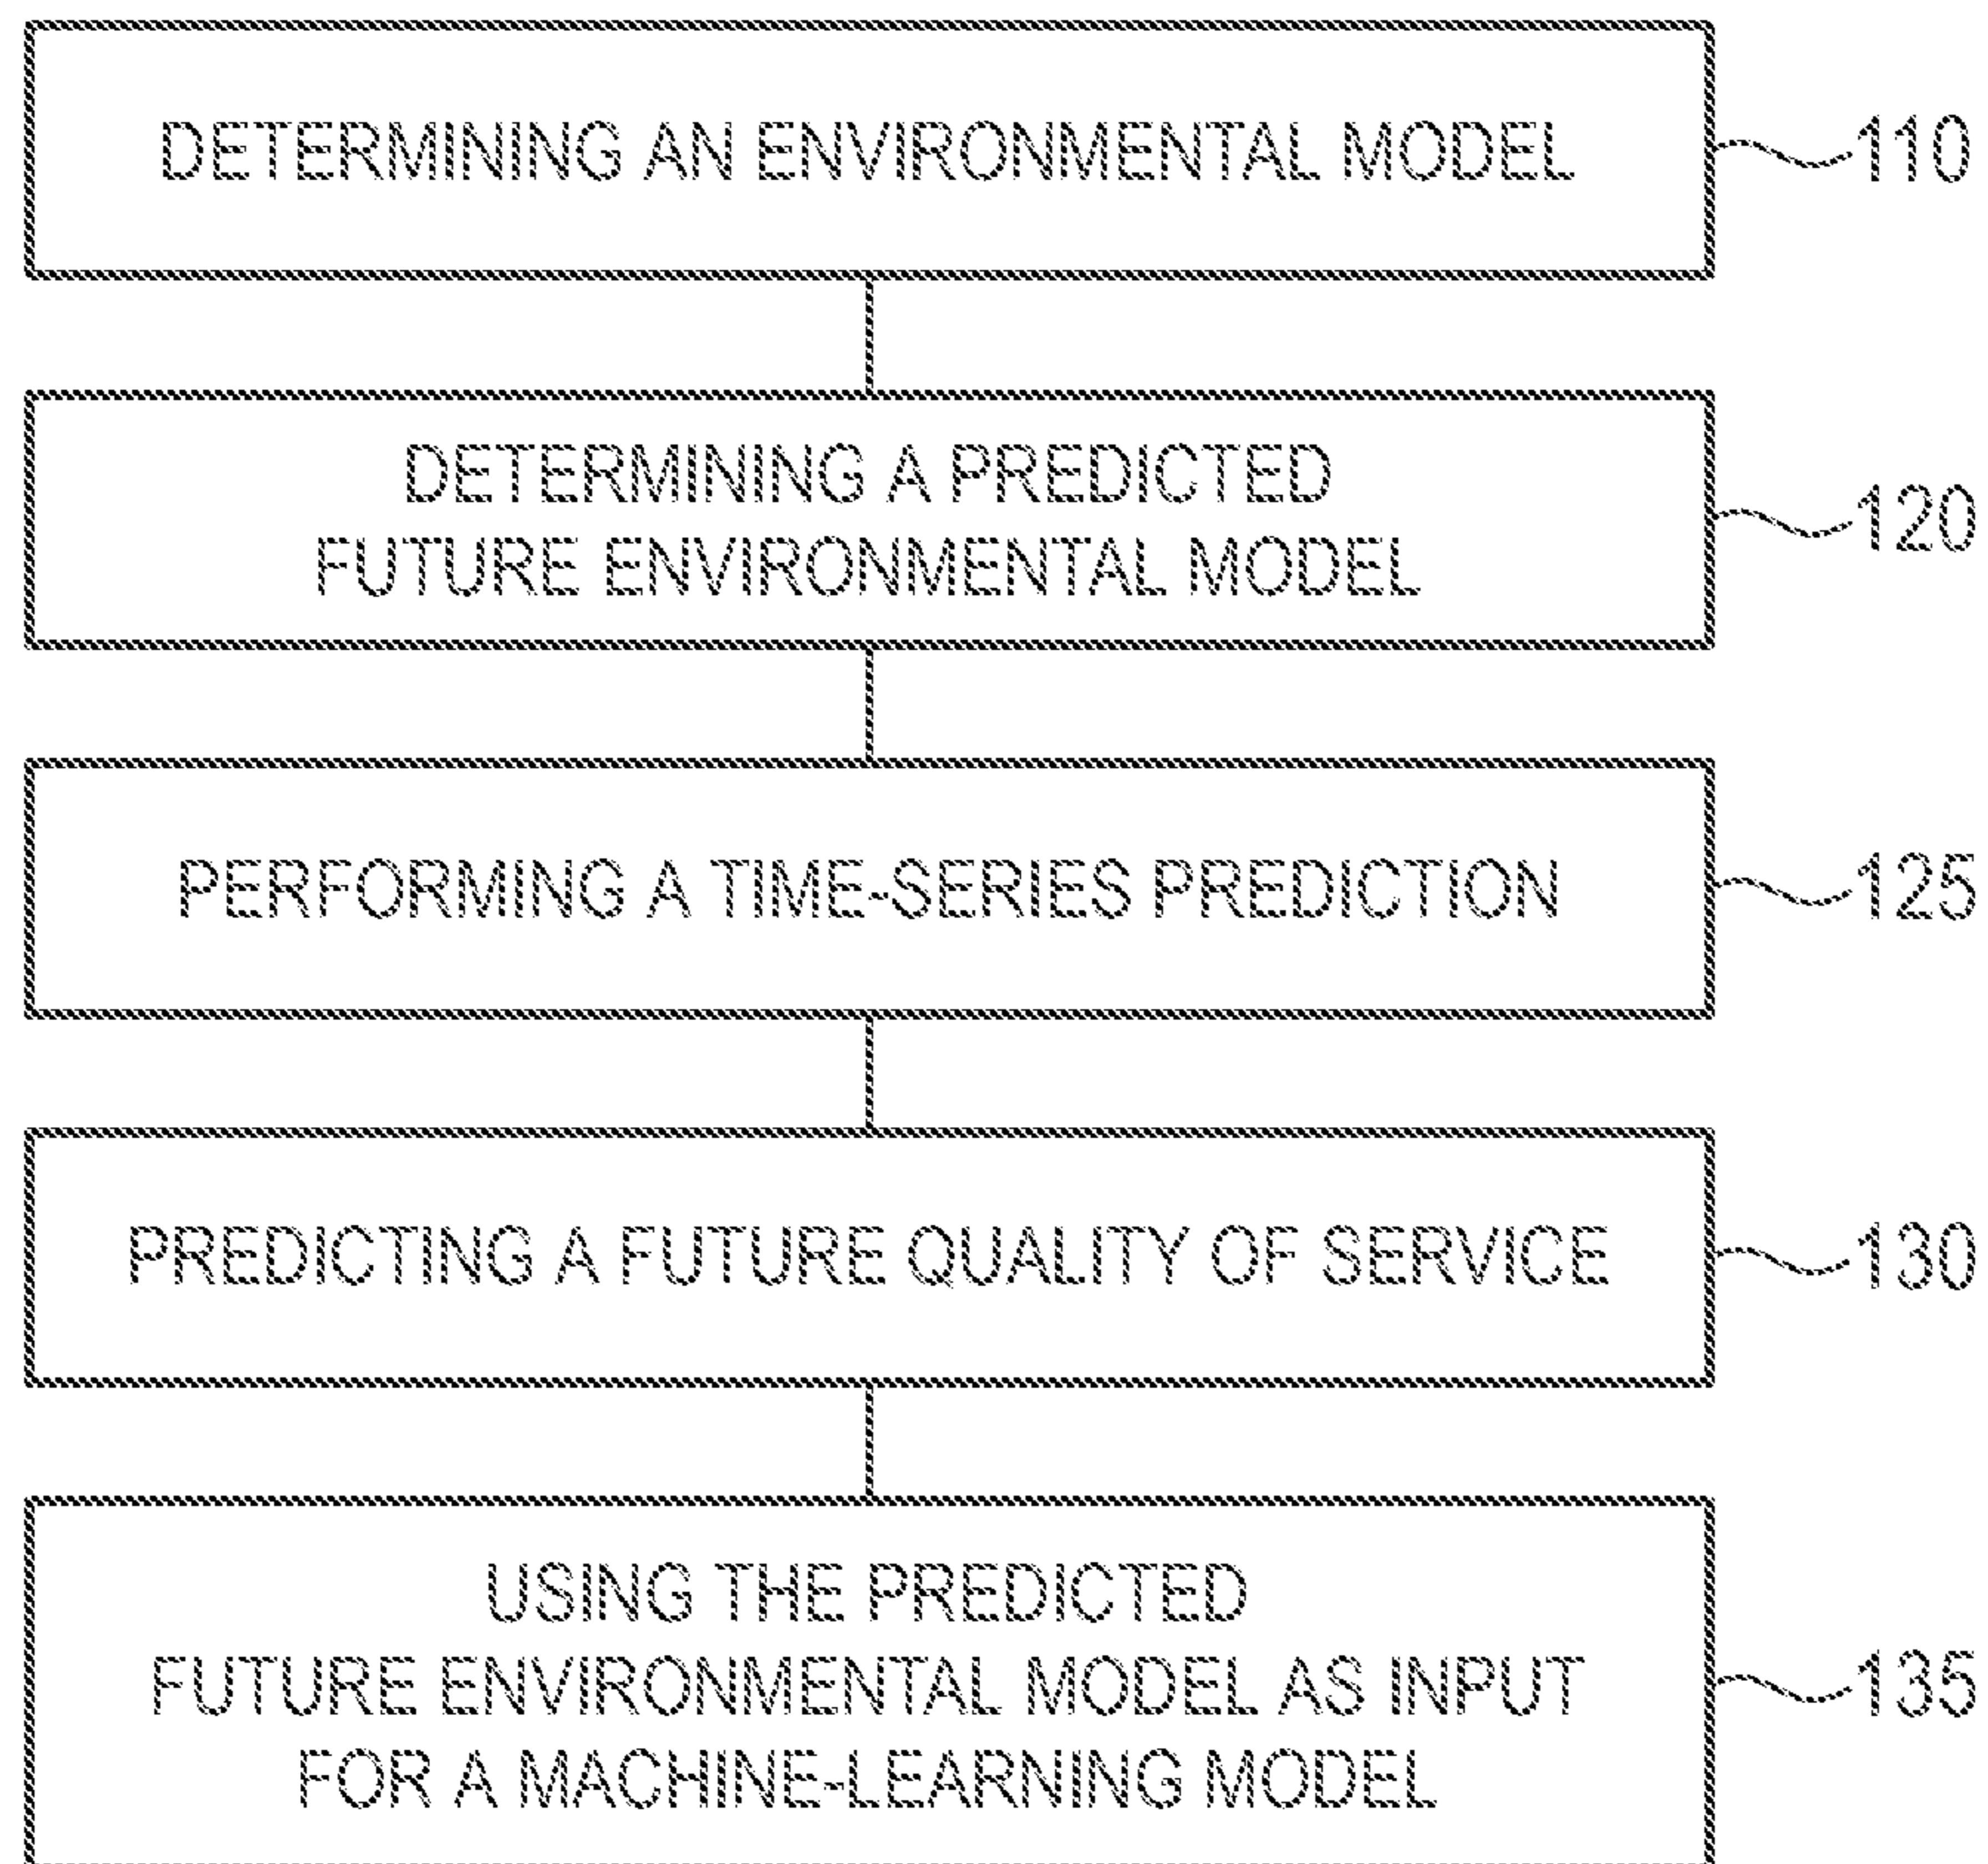 DETERMINING AN ENVIRONMENTAL MODEL
110
DETERMINING A PREDICTED
FUTURE ENVIRONMENTAL MODEL
120
PERFORMING A TIME-SERIES PREDICTION
125
PREDICTING A FUTURE QUALITY OF SERVICE
130
USING THE PREDICTED
FUTURE ENVIRONMENTAL MODEL AS INPUT
FOR A MACHINE-LEARNING MODEL
135